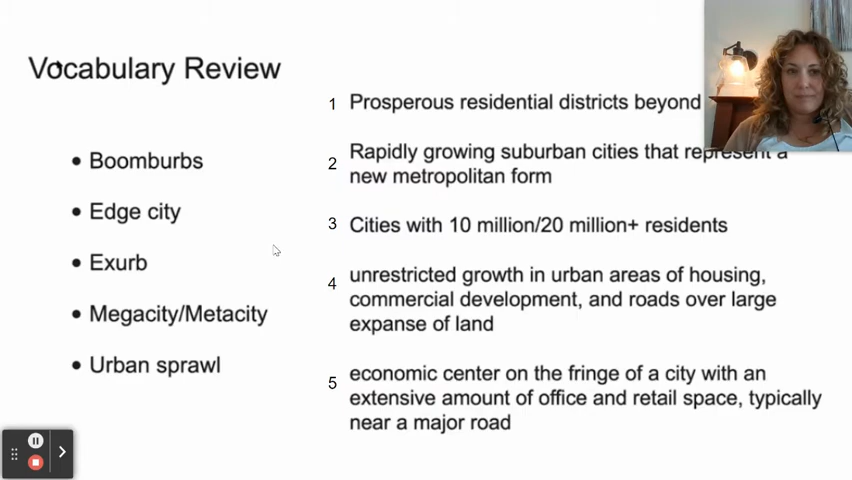 Vocabulary Review
• Boomburbs
• Edge city
• Exurb
• Megacity/Metacity
• Urban sprawl
1 Prosperous residential districts beyond
2 Rapidly growing suburban cities that represent a
new metropolitan form
3 Cities with 10 million/20 million+ residents
4 unrestricted growth in urban areas of housing,
commercial development, and roads over large
expanse of land
5 economic center on the fringe of a city with an
extensive amount of office and retail space, typically
near a major road